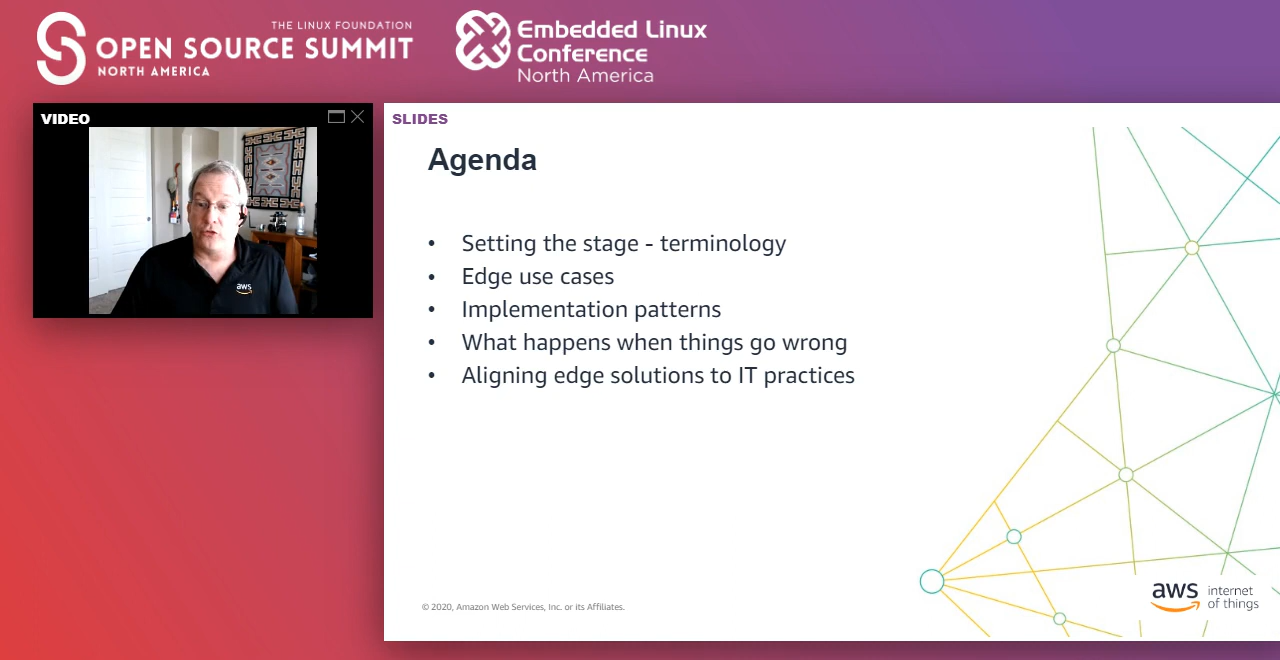 THE LINUX FOUNDATION
OPEN SOURCE SUMMIT
NORTH AMERICA
Embedded Linux
Conference
North America
VIDEO
aws
SLIDES
Agenda
• Setting the stage - terminology
• Edge use cases
• Implementation patterns
• What happens when things go wrong
• Aligning edge solutions to IT practices
© 2020, Amazon Web Services, Inc. or its Affiliates.
aws internet
of things